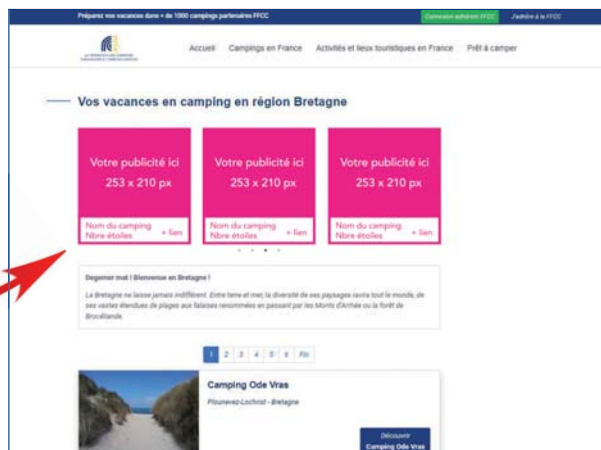 Préparez vos vacances dans + de 1000 campings partenaires FFCC
Connexion adhérent FFCC
J'adhère à la FFCC
Accueil
Campings en France
Activités et lieux touristiques en France
Prêt à camper
Vos vacances en camping en région Bretagne
Votre publicité ici
253 x 210 px
Nom du camping
Nbre étoiles
+ lien
Votre publicité ici
253 x 210 px
Nom du camping
Nbre étoiles
+ lien
Votre publicité ici
253 x 210 px
Nom du camping
Nbre étoiles
+ lien
Degemer mat ! Bienvenue en Bretagne !
La Bretagne ne laisse jamais indifférent. Entre terre et mer, la diversité de ses paysages ravira tout le monde, de
ses vastes étendues de plages aux falaises renommées en passant par les Monts d'Arrhée ou la forêt de
Brocéliande.
1 2 3 4 5 6 Fin
Camping Ode Vras
Plounevez-Lochrist - Bretagne
Découvrir
Camping Ode Vras